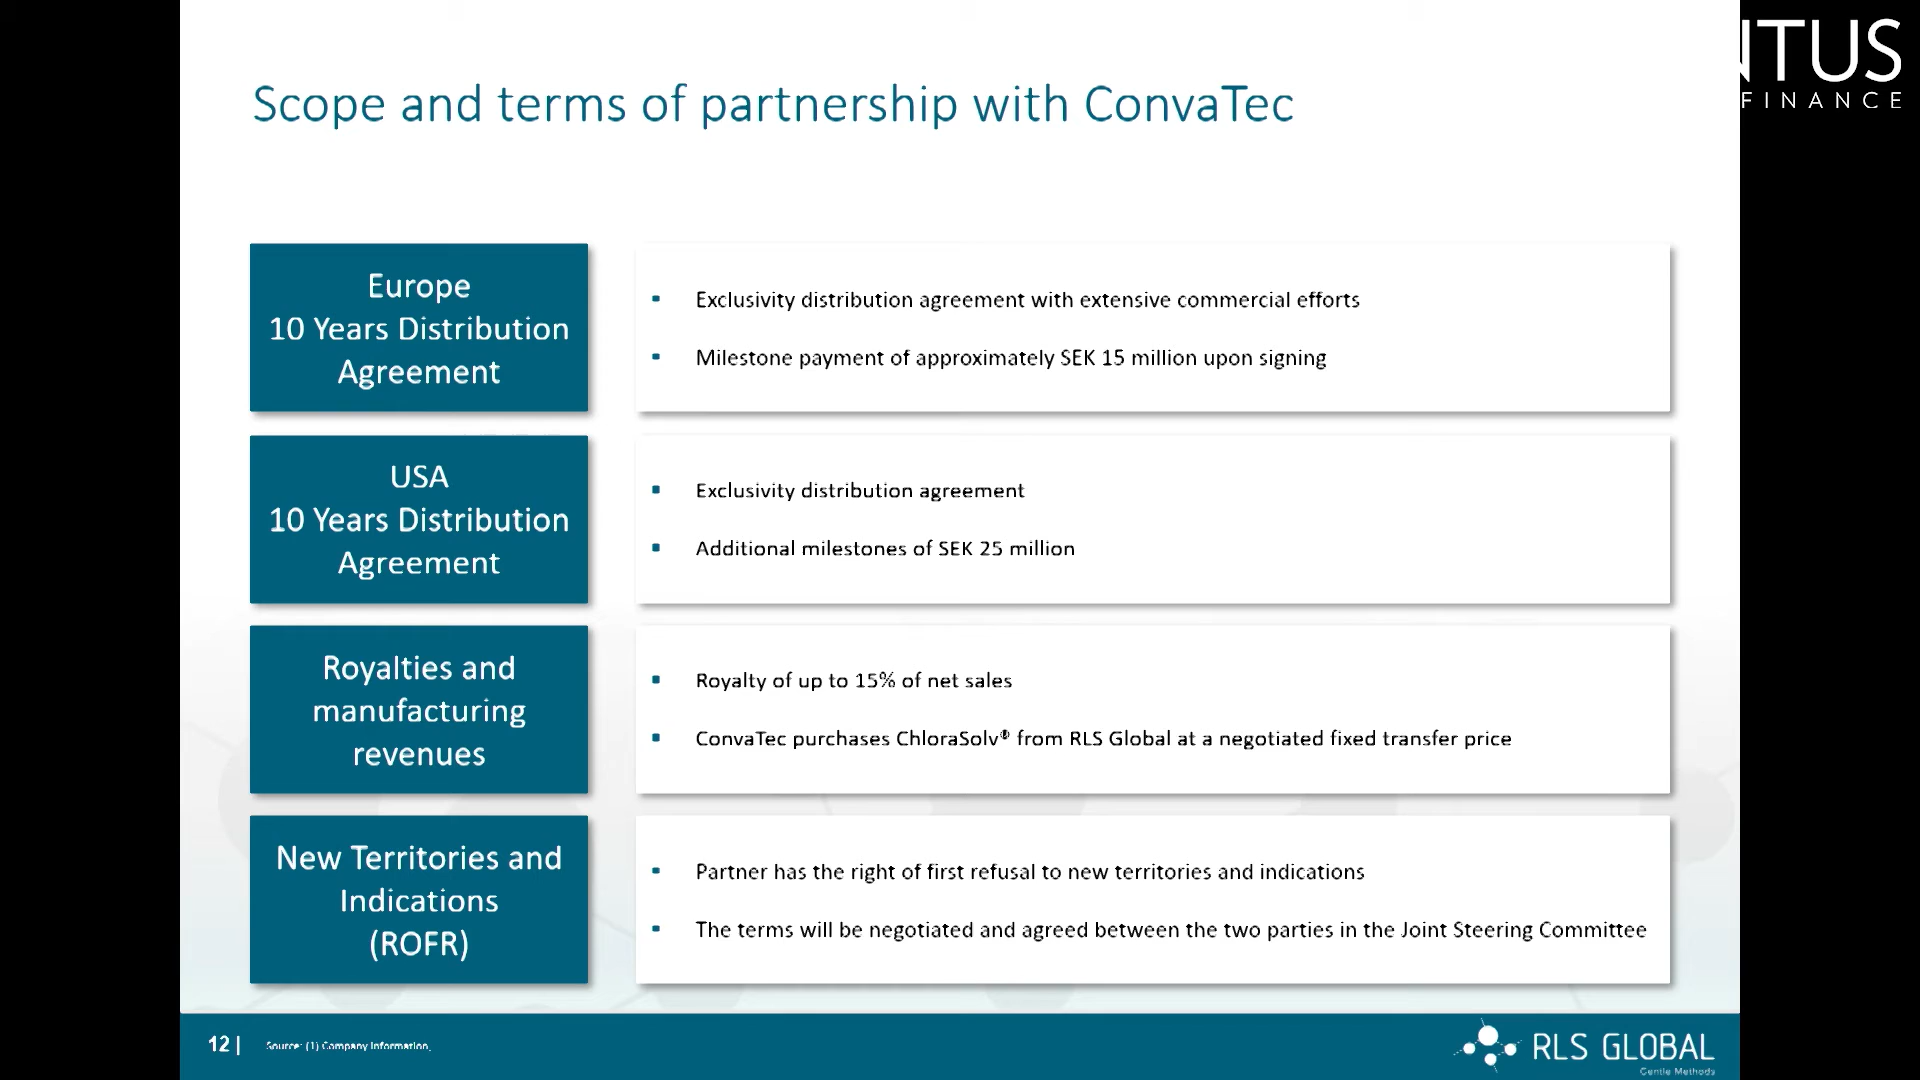 NTUS
FINANCE
Scope and terms of partnership with ConvaTec
Europe
10 Years Distribution
Agreement
▪ Exclusivity distribution agreement with extensive commercial efforts
▪ Milestone payment of approximately SEK 15 million upon signing
USA
10 Years Distribution
Agreement
▪ Exclusivity distribution agreement
▪ Additional milestones of SEK 25 million
Royalties and
manufacturing
revenues
▪ Royalty of up to 15% of net sales
▪ ConvaTec purchases ChloraSolv® from RLS Global at a negotiated fixed transfer price
New Territories and
Indications
(ROFR)
▪ Partner has the right of first refusal to new territories and indications
▪ The terms will be negotiated and agreed between the two parties in the Joint Steering Committee
12 | Source: (1) Company Information,
RLS GLOBAL
Gentle Methods